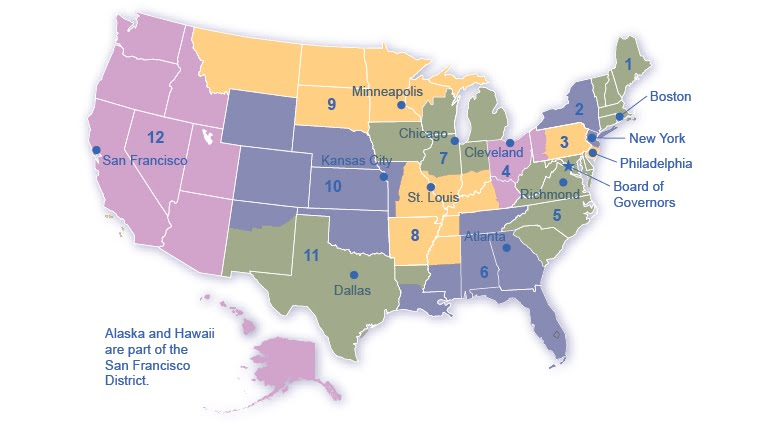 1
Boston
2
New York
Minneapolis
9
3
Philadelphia
12
San Francisco
Chicago
7
Cleveland
4
Board of
Governors
Kansas City
10
St. Louis
Richmond
5
8
Atlanta
6
11
Dallas
Alaska and Hawaii
are part of the
San Francisco
District.